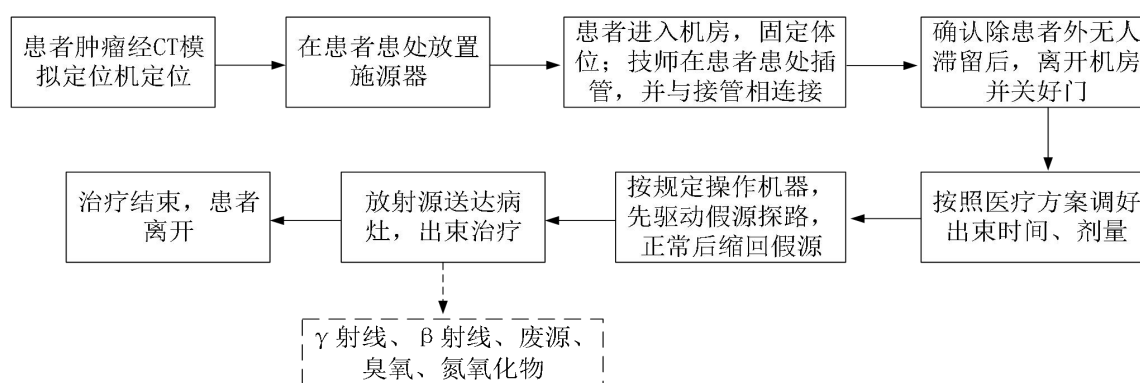 患者肿瘤经CT模
拟定位机定位
在患者患处放置
施源器
患者进入机房，固定体
位；技师在患者患处插
管，并与接管相连接
确认除患者外无人
滞留后，离开机房
并关好门
按照医疗方案调好
出束时间、剂量
按规定操作机器，
先驱动假源探路，
正常后缩回假源
放射源送达病
灶，出束治疗
治疗结束，患者
离开
γ射线、β射线、废源、
臭氧、氮氧化物